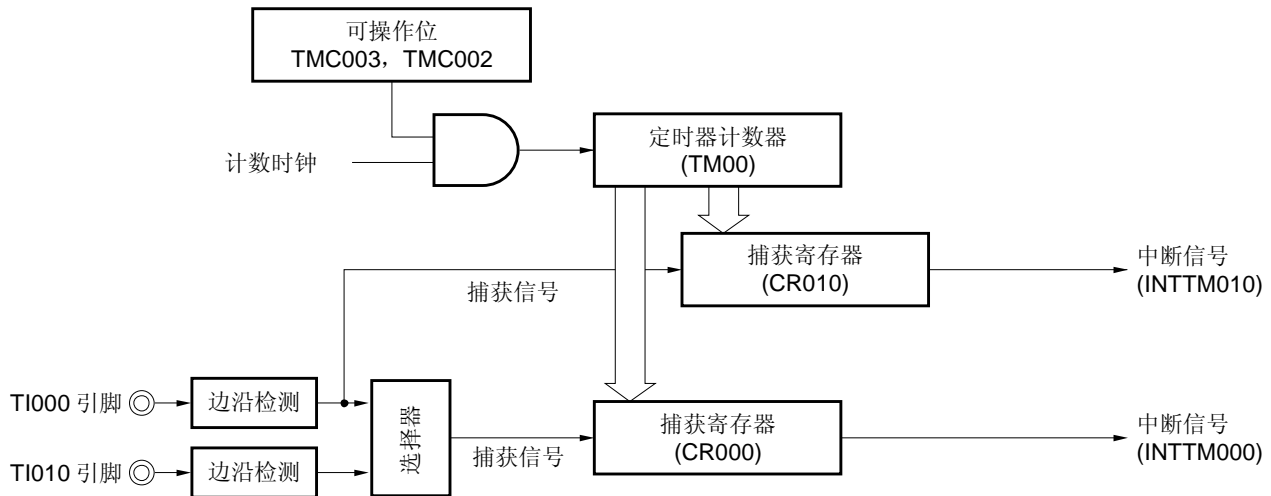 可操作位
TMC003，TMC002
计数时钟
定时器计数器
(TM00)
捕获寄存器
(CR010)
中断信号
(INTTM010)
捕获信号
TI000 引脚
边沿检测
选择器
捕获寄存器
(CR000)
中断信号
(INTTM000)
捕获信号
TI010 引脚
边沿检测